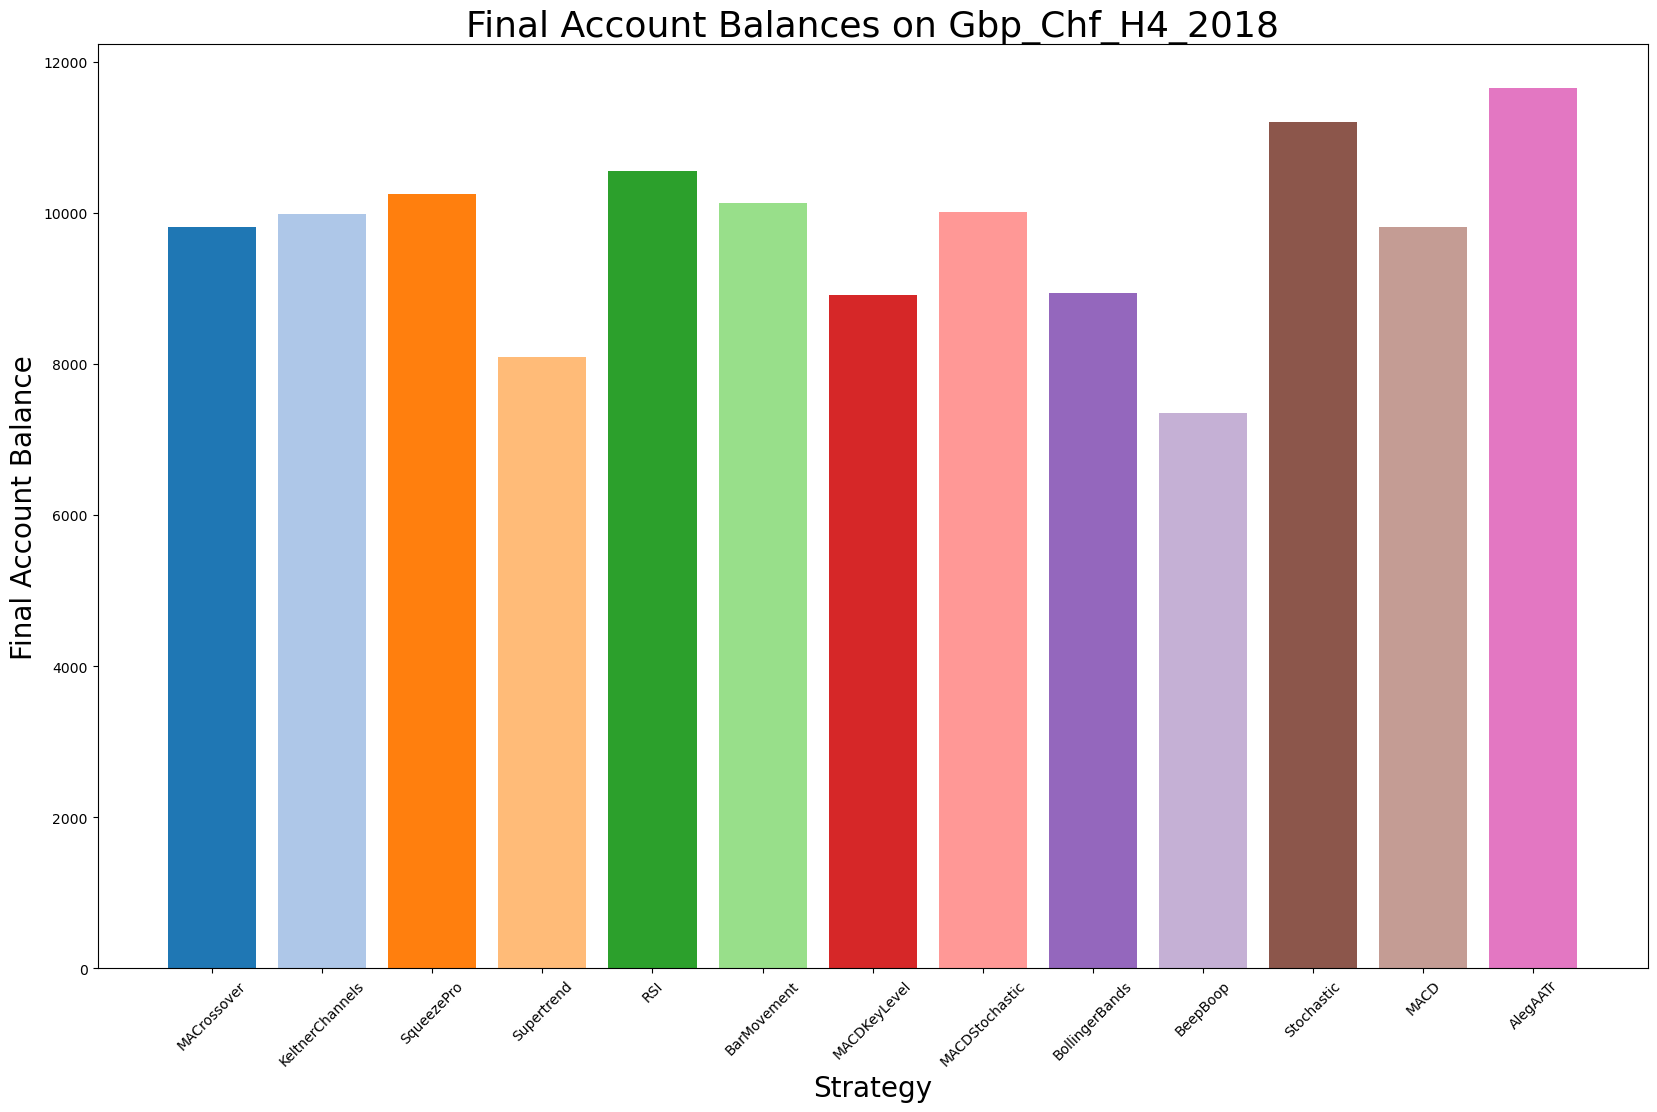 Final Account Balances on Gbp_Chf_H4_2018
Final Account Balance
12000
10000
8000
6000
4000
2000
0
MACrossover
KeltnerChannels
SqueezePro
Supertrend
RSI
BarMovement
MACDKeyLevel
MACDStochastic
BollingerBands
BeepBoop
Stochastic
MACD
AlegAATr
Strategy